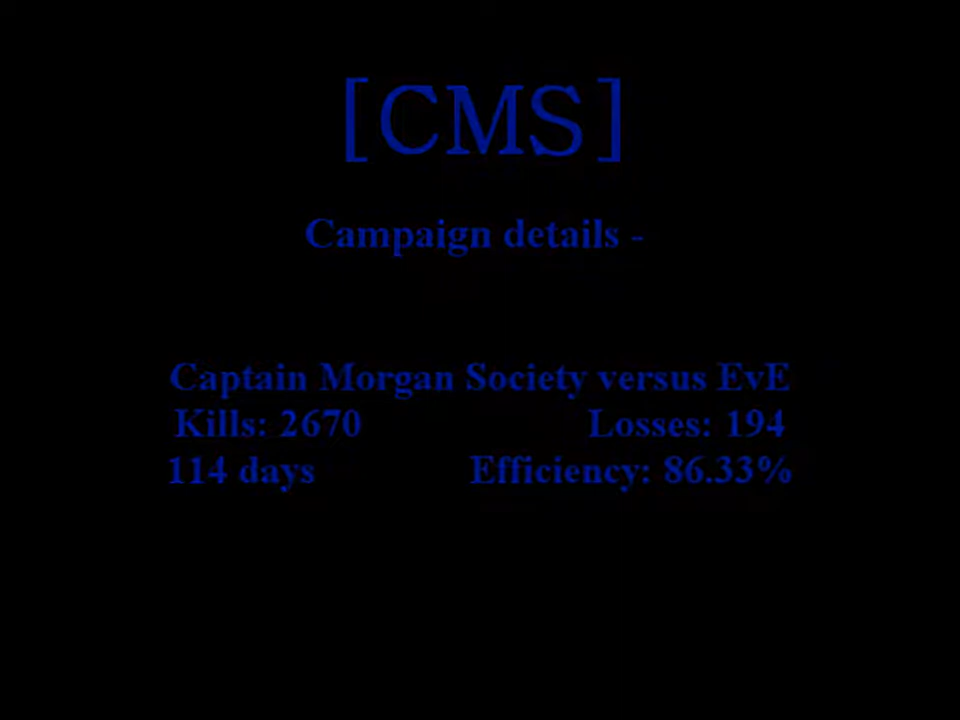 [CMS]
Campaign details -
Captain Morgan Society versus EvE
Kills: 2670 Losses: 194
114 days Efficiency: 86.33%